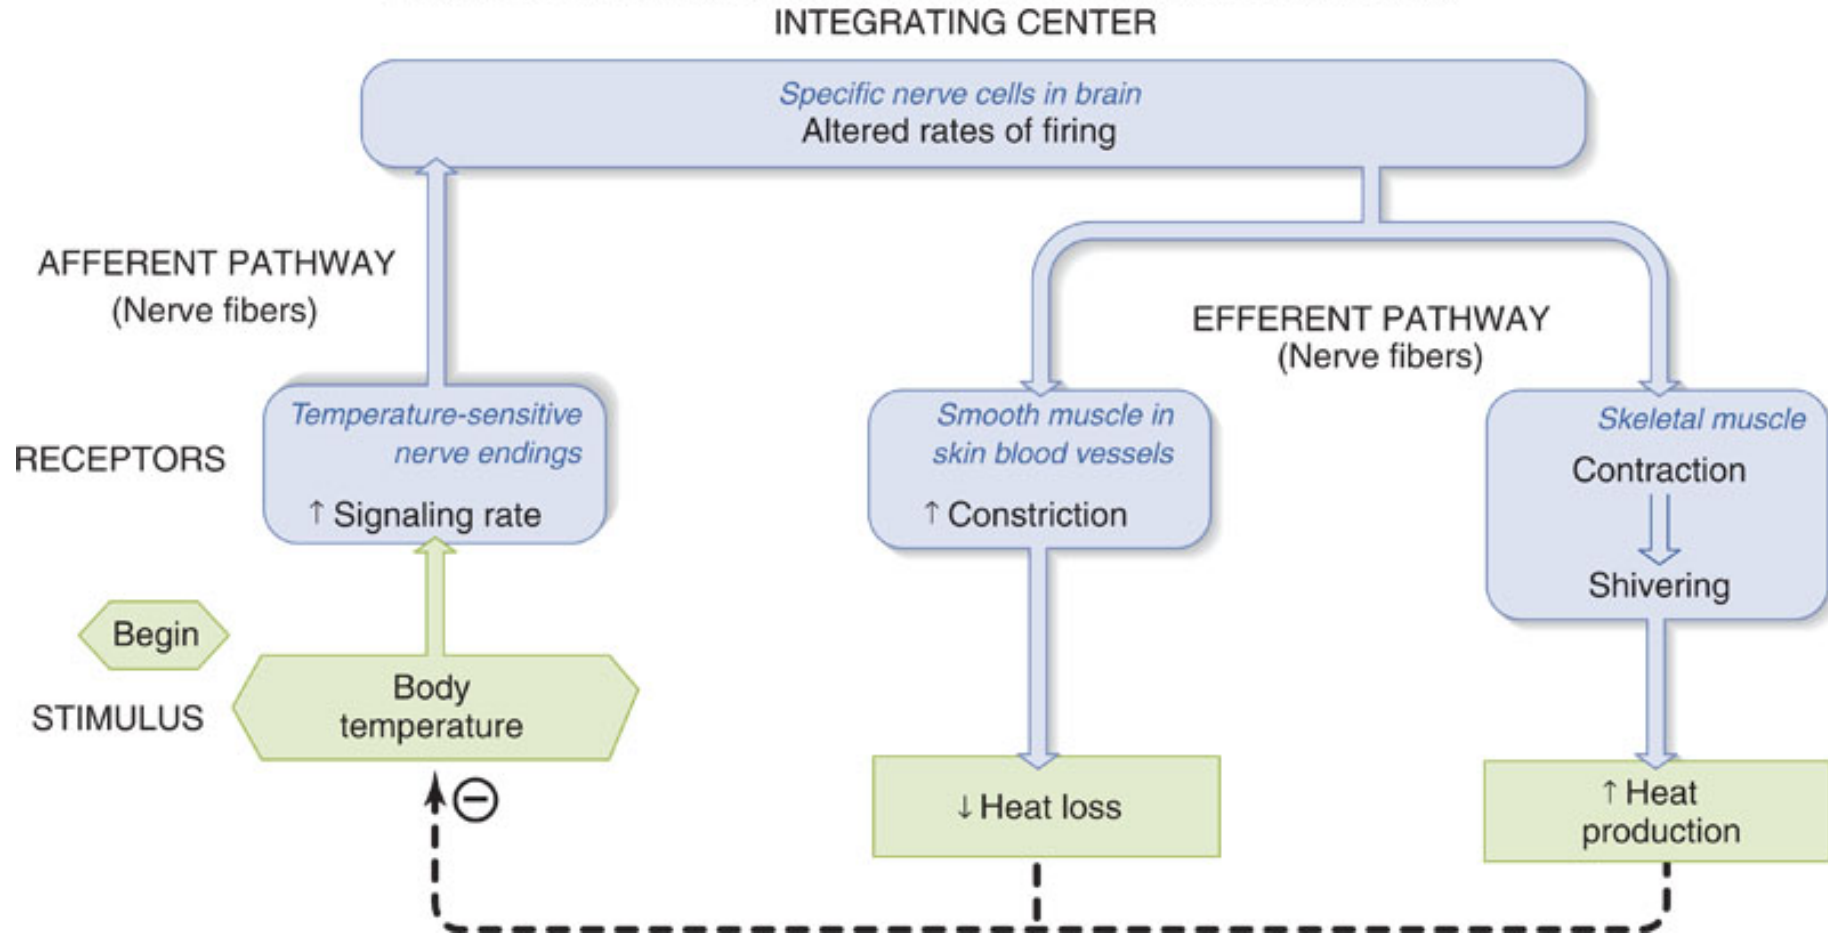 INTEGRATING CENTER
Specific nerve cells in brain
Altered rates of firing
AFFERENT PATHWAY
(Nerve fibers)
EFFERENT PATHWAY
(Nerve fibers)
RECEPTORS
Temperature-sensitive
nerve endings
↑ Signaling rate
Smooth muscle in
skin blood vessels
↑ Constriction
Skeletal muscle
Contraction
Shivering
Begin
STIMULUS
Body
temperature
↓ Heat loss
↑ Heat
production